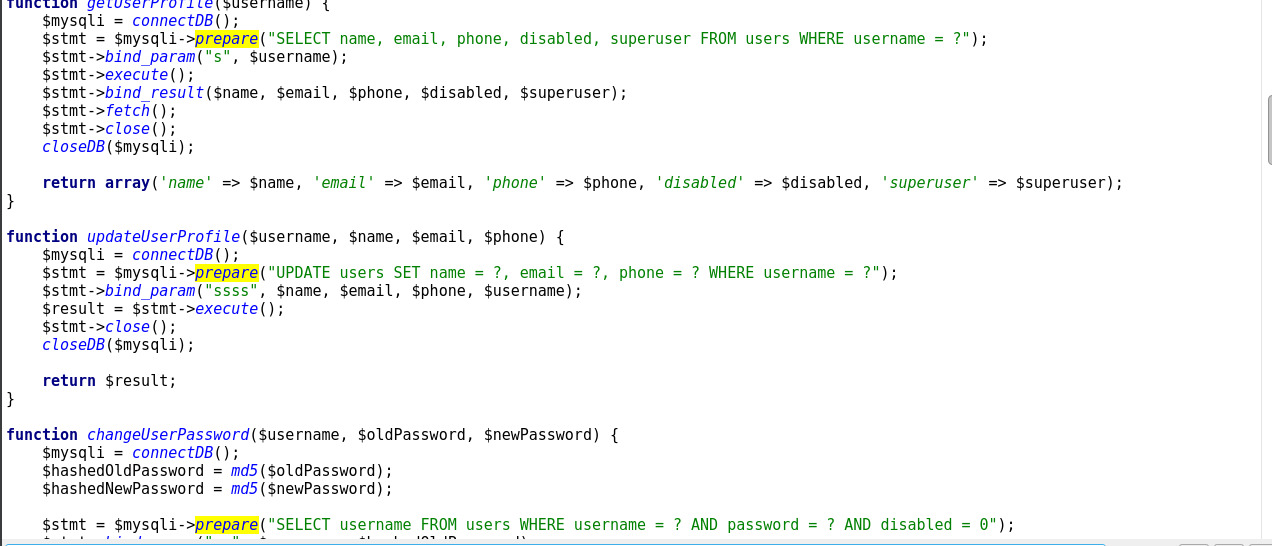 function getUserProfile($username) {
    $mysqli = connectDB();
    $stmt = $mysqli->prepare("SELECT name, email, phone, disabled, superuser FROM users WHERE username = ?");
    $stmt->bind_param("s", $username);
    $stmt->execute();
    $stmt->bind_result($name, $email, $phone, $disabled, $superuser);
    $stmt->fetch();
    $stmt->close();
    closeDB($mysqli);

    return array('name' => $name, 'email' => $email, 'phone' => $phone, 'disabled' => $disabled, 'superuser' => $superuser);
}

function updateUserProfile($username, $name, $email, $phone) {
    $mysqli = connectDB();
    $stmt = $mysqli->prepare("UPDATE users SET name = ?, email = ?, phone = ? WHERE username = ?");
    $stmt->bind_param("ssss", $name, $email, $phone, $username);
    $result = $stmt->execute();
    $stmt->close();
    closeDB($mysqli);

    return $result;
}

function changeUserPassword($username, $oldPassword, $newPassword) {
    $mysqli = connectDB();
    $hashedOldPassword = md5($oldPassword);
    $hashedNewPassword = md5($newPassword);

    $stmt = $mysqli->prepare("SELECT username FROM users WHERE username = ? AND password = ? AND disabled = 0");